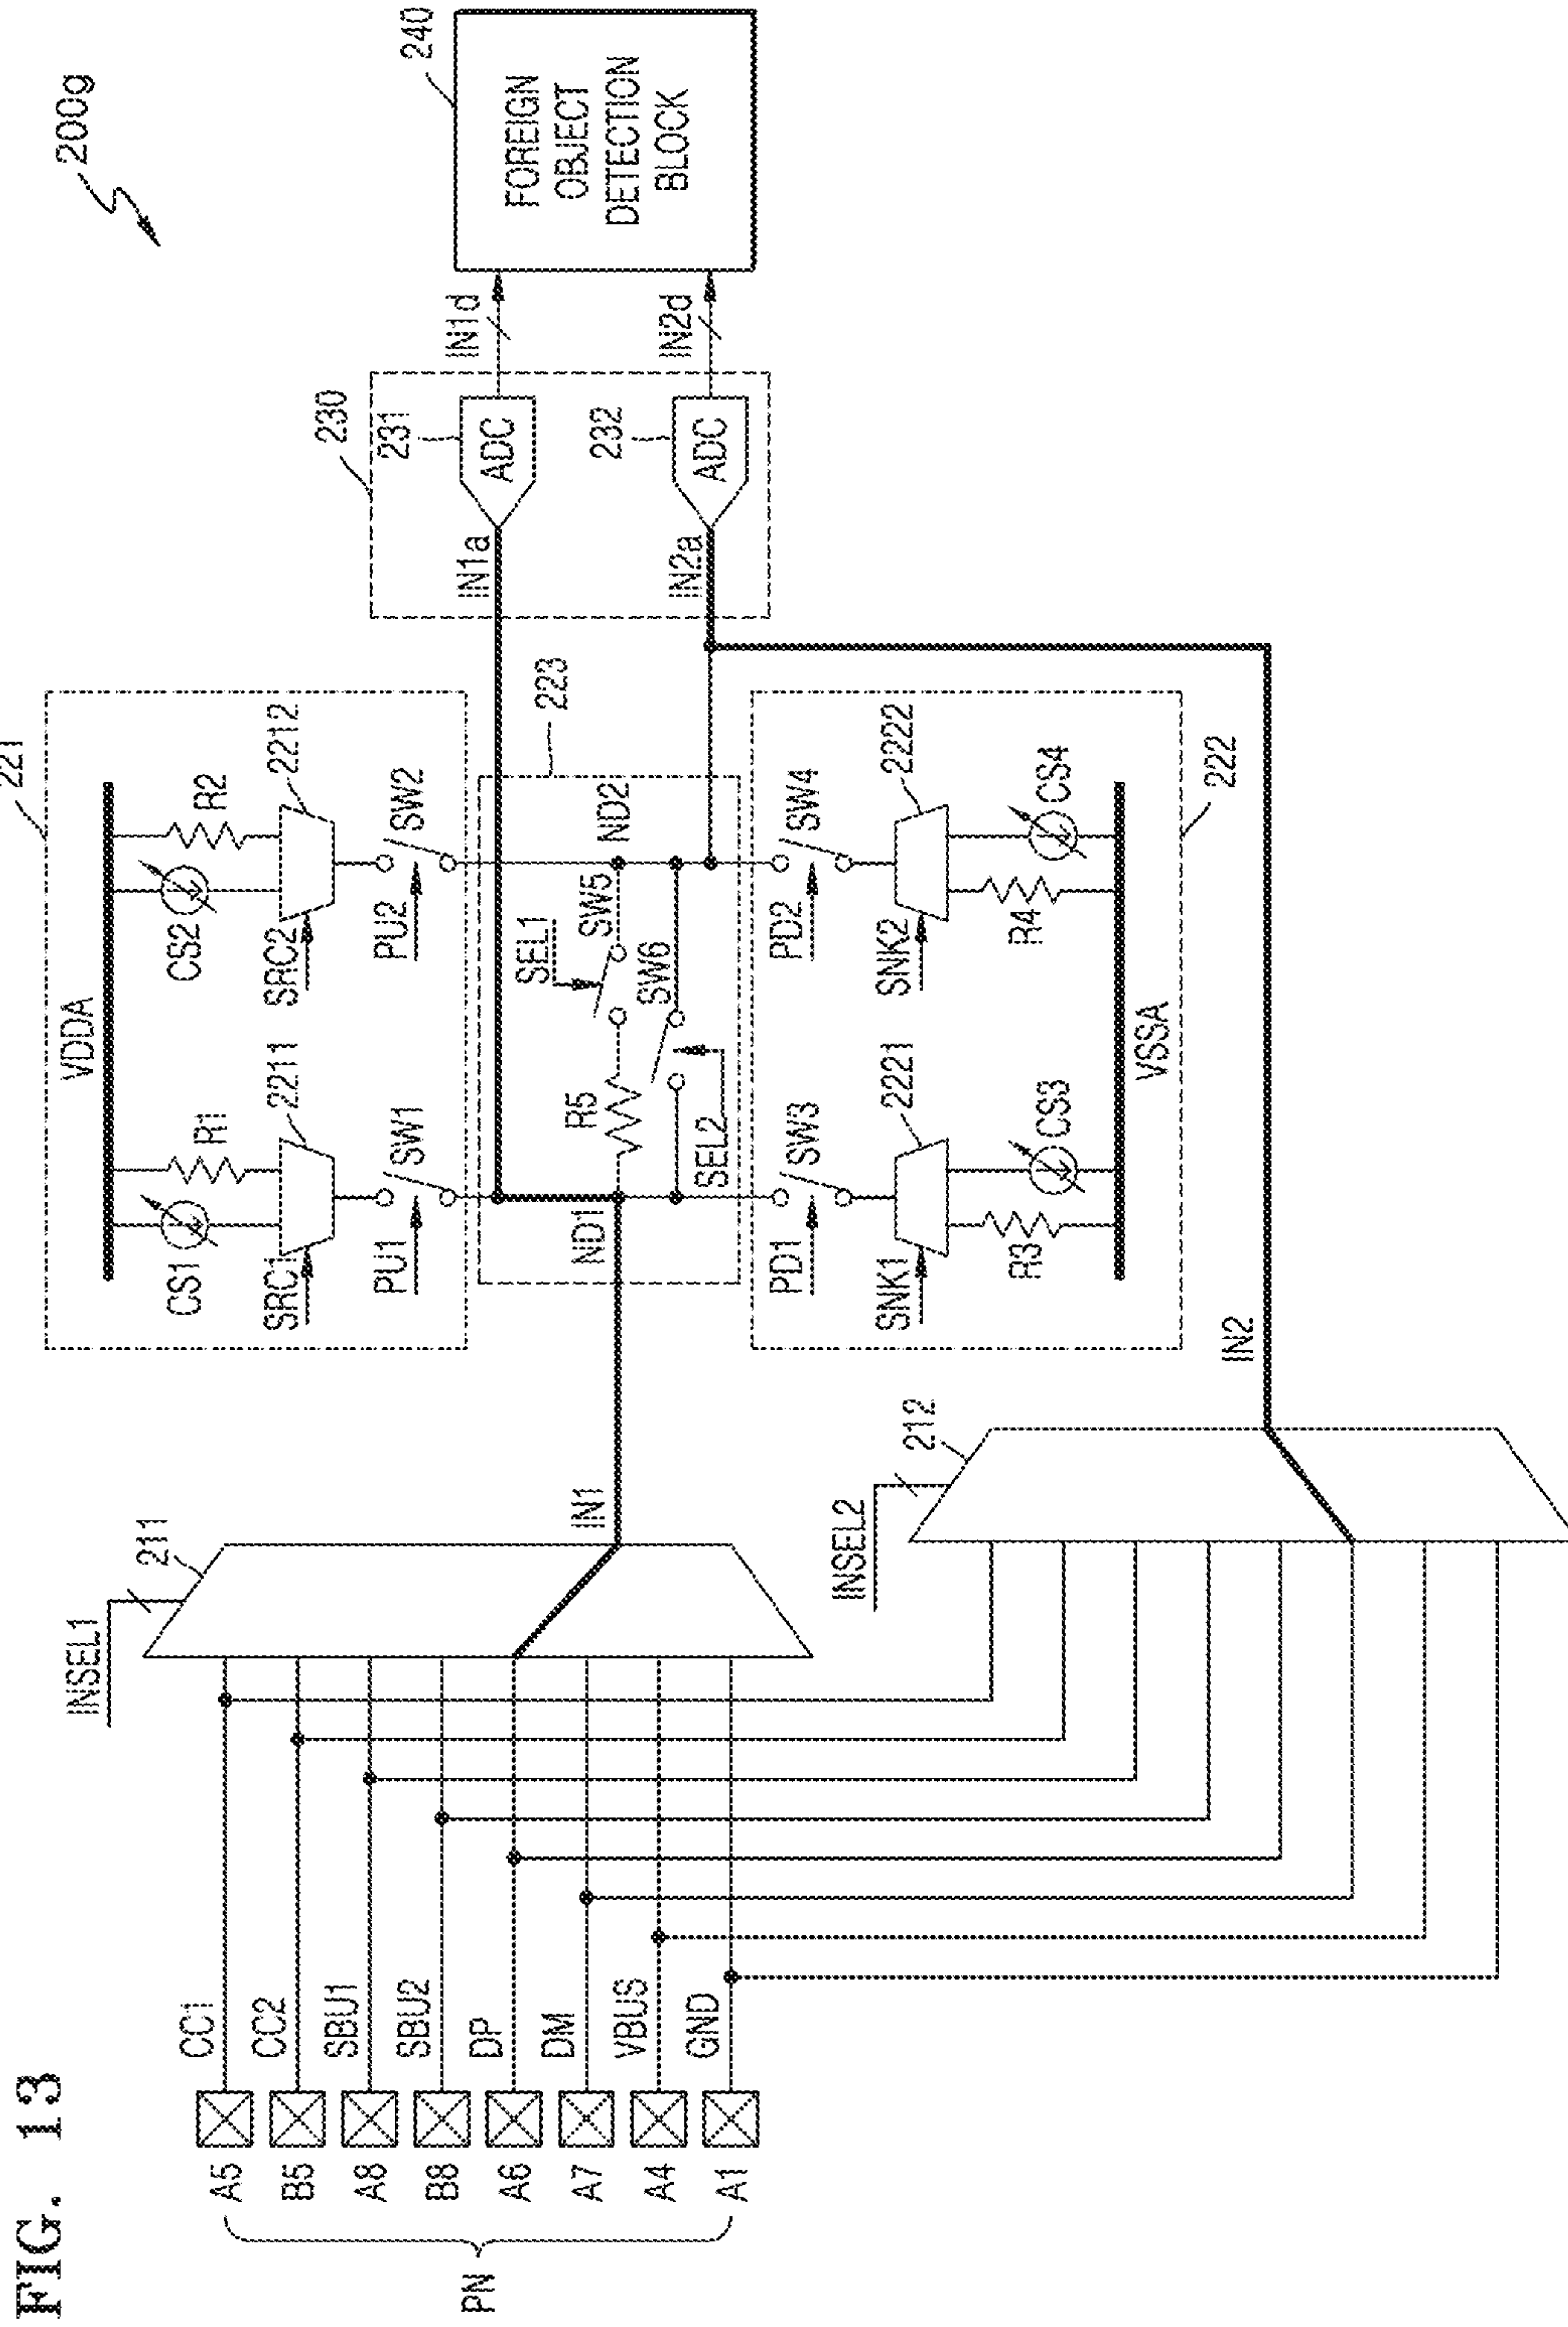 FIG. 13
200g
221
VDDA
CS1
R1
CS2
R2
SRC1
2211
SRC2
2212
PU1
SW1
PU2
SW2
230
231
ADC
IN1a
IN1d
232
ADC
IN2a
IN2d
240
FOREIGN
OBJECT
DETECTION
BLOCK
223
ND1
R5
SEL1
SW5
ND2
SW6
SEL2
PD1
SW3
PD2
SW4
SNK1
2221
SNK2
2222
R3
CS3
R4
CS4
VSSA
222
INSEL1
211
IN1
INSEL2
212
IN2
PN
A5
CC1
B5
CC2
A8
SBU1
B8
SBU2
A6
DP
A7
DM
A4
VBUS
A1
GND